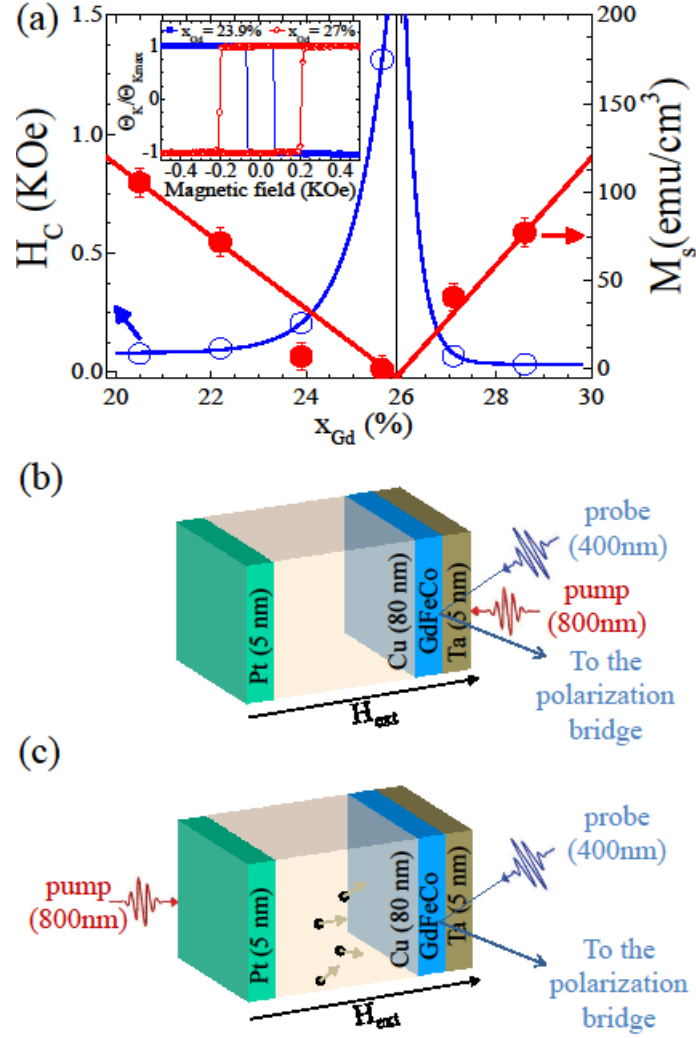 (a)
1.5
1.0
0.5
0.0
H_C (KOe)
200
150
100
50
0
M_s (emu/cm^3)
20 22 24 26 28 30
x_Gd (%)
x_Gd = 23.9% x_Gd = 27%
Θ_K/Θ_Kmax
1
0
-1
-0.4 0.0 0.4
Magnetic field (KOe)
(b)
Pt (5 nm)
Cu (80 nm)
GdFeCo
Ta (5 nm)
probe
(400nm)
pump
(800nm)
To the
polarization
bridge
H_ext
(c)
pump
(800nm)
Pt (5 nm)
Cu (80 nm)
GdFeCo
Ta (5 nm)
probe
(400nm)
To the
polarization
bridge
H_ext